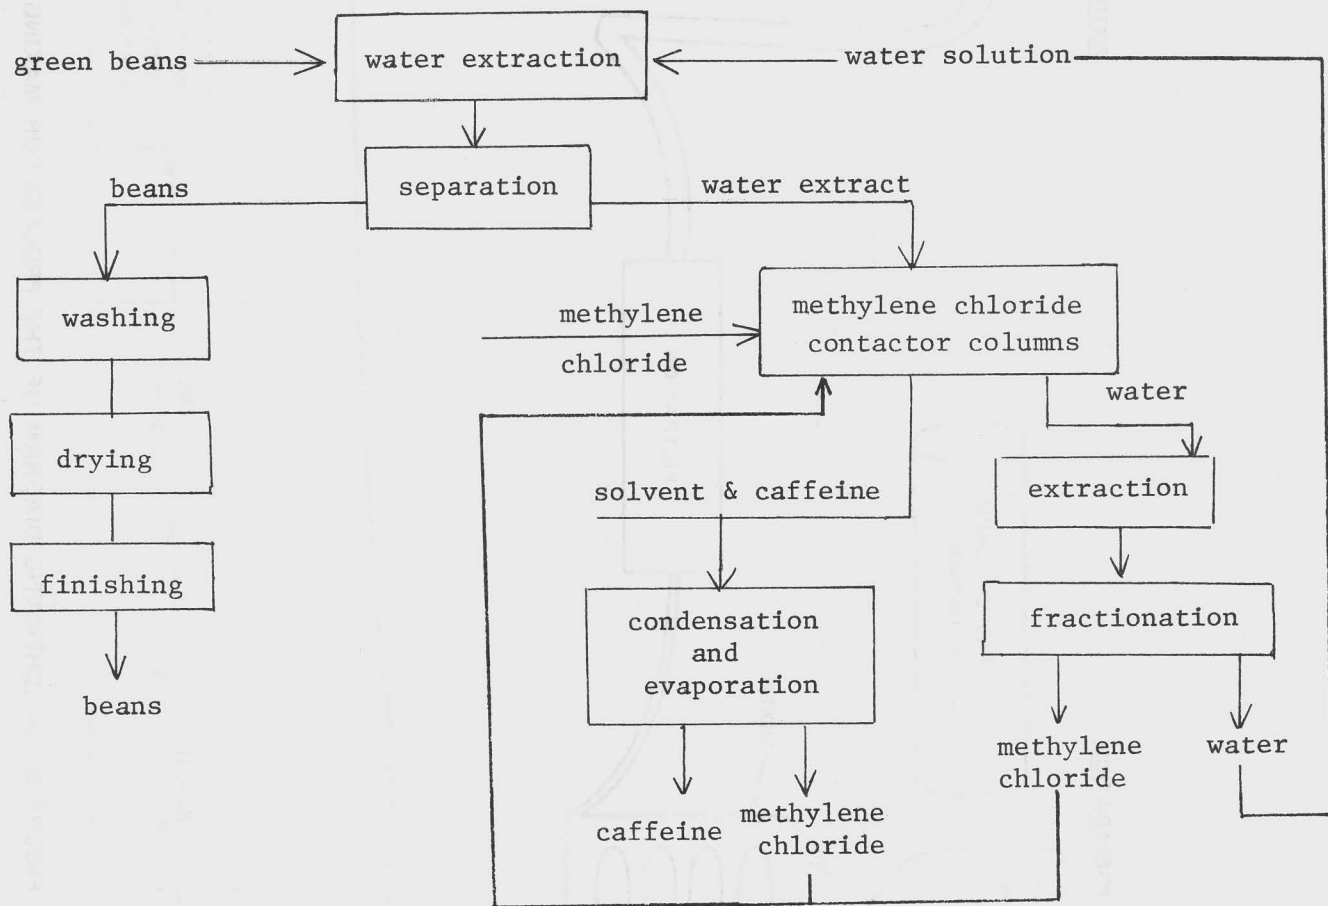 green beans
water extraction
water solution
beans
separation
water extract
washing
methylene
chloride
methylene chloride
contactor columns
water
drying
solvent & caffeine
extraction
finishing
condensation
and
evaporation
fractionation
beans
caffeine
methylene
chloride
methylene
chloride
water